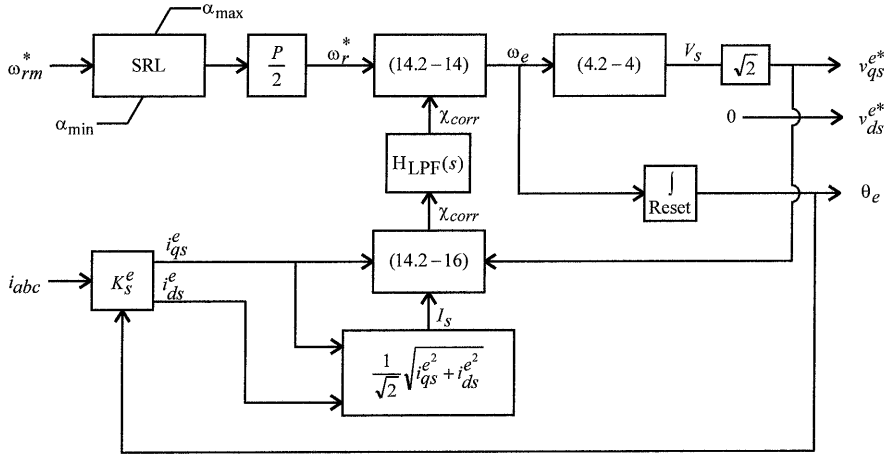 α_max
ω*_rm
SRL
α_min
P/2
ω*_r
(14.2–14)
ω_e
(4.2–4)
V_s
√2
v^e*_qs
0
v^e*_ds
χ_corr
H_LPF(s)
χ_corr
∫
Reset
θ_e
i_abc
K^e_s
i^e_qs
i^e_ds
(14.2–16)
I_s
1/√2 √(i^e²_qs + i^e²_ds)